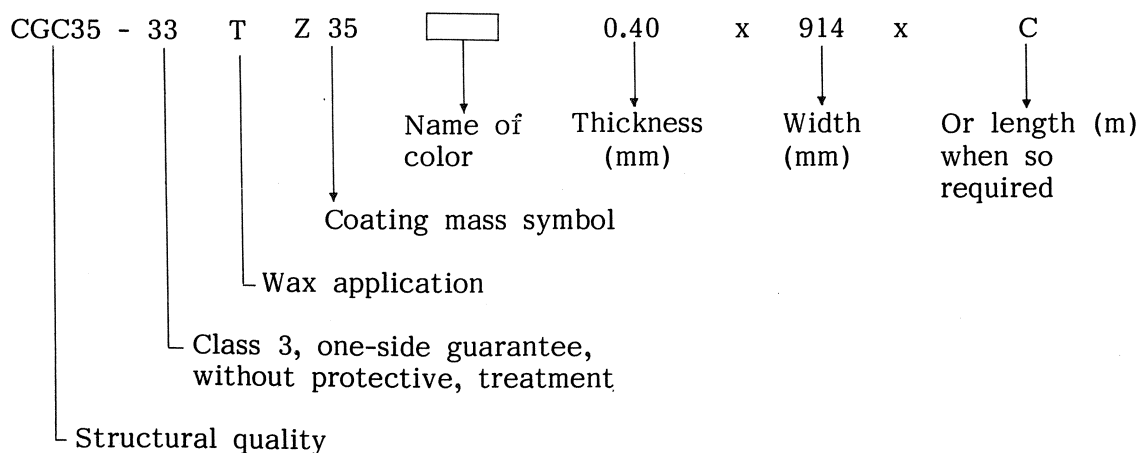 CGC35 - 33 T Z 35 0.40 x 914 x C
Name of color
Thickness (mm)
Width (mm)
Or length (m) when so required
Coating mass symbol
Wax application
Class 3, one-side guarantee,
without protective, treatment
Structural quality